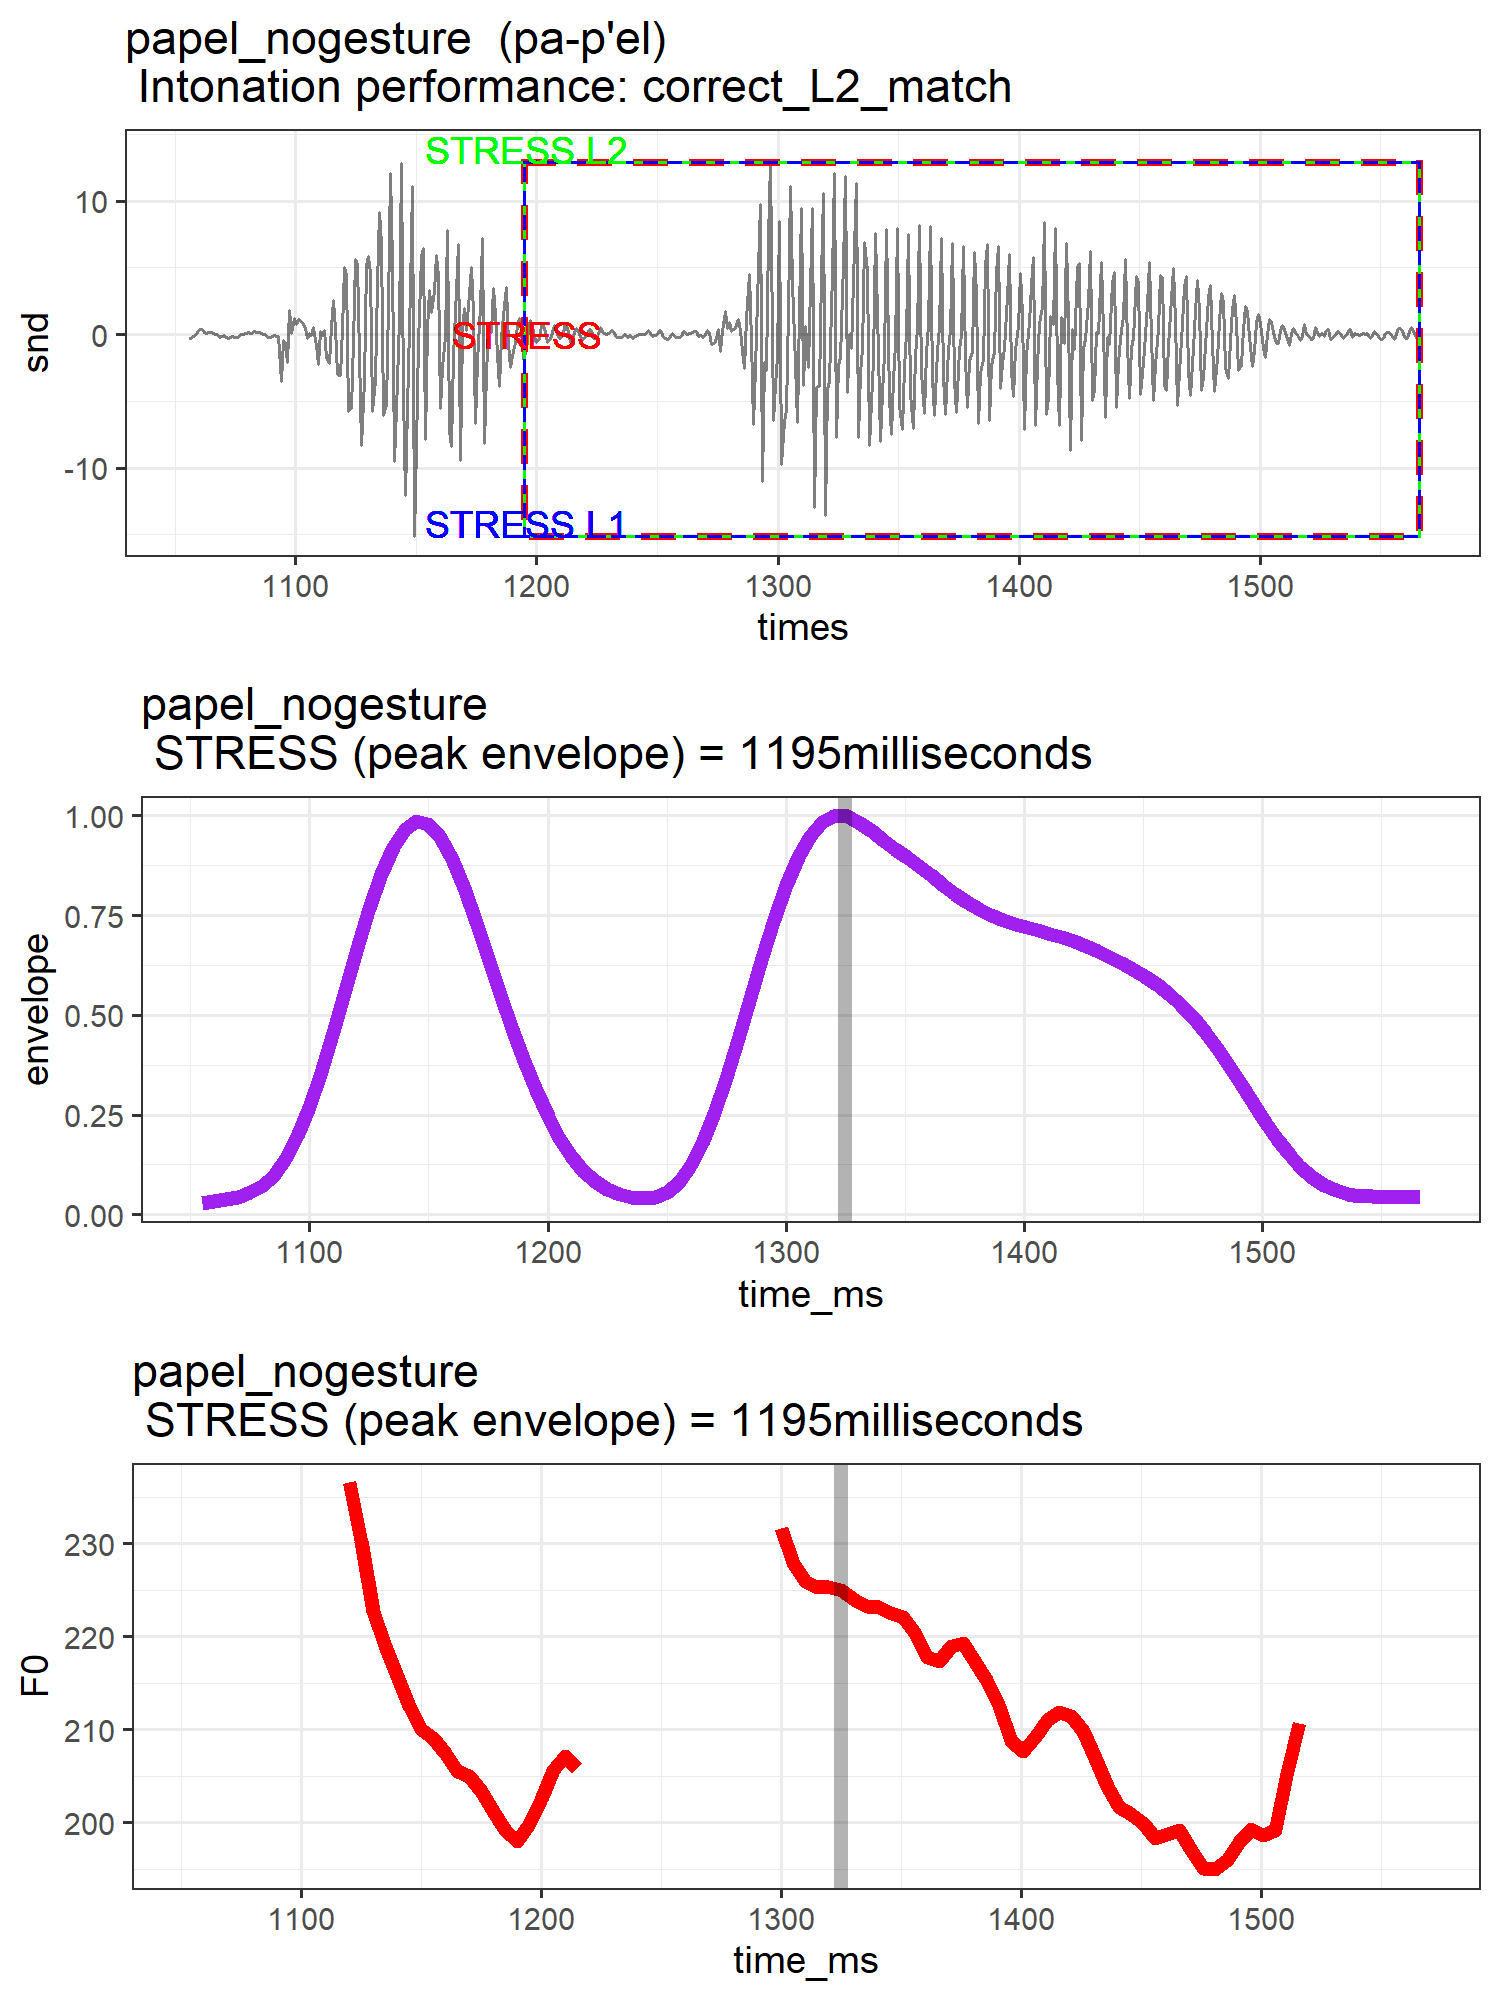 papel_nogesture  (pa-p'el)
Intonation performance: correct_L2_match
STRESS L2
10
STRESS
0
snd
-10
STRESS L1
1100 1200 1300 1400 1500
times
papel_nogesture
STRESS (peak envelope) = 1195milliseconds
1.00
0.75
envelope
0.50
0.25
0.00
1100 1200 1300 1400 1500
time_ms
papel_nogesture
STRESS (peak envelope) = 1195milliseconds
230
220
F0
210
200
1100 1200 1300 1400 1500
time_ms